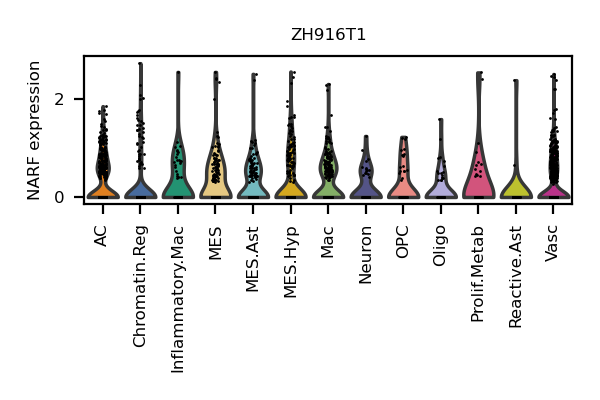 ZH916T1
NARF expression
2
0
AC
Chromatin.Reg
Inflammatory.Mac
MES
MES.Ast
MES.Hyp
Mac
Neuron
OPC
Oligo
Prolif.Metab
Reactive.Ast
Vasc